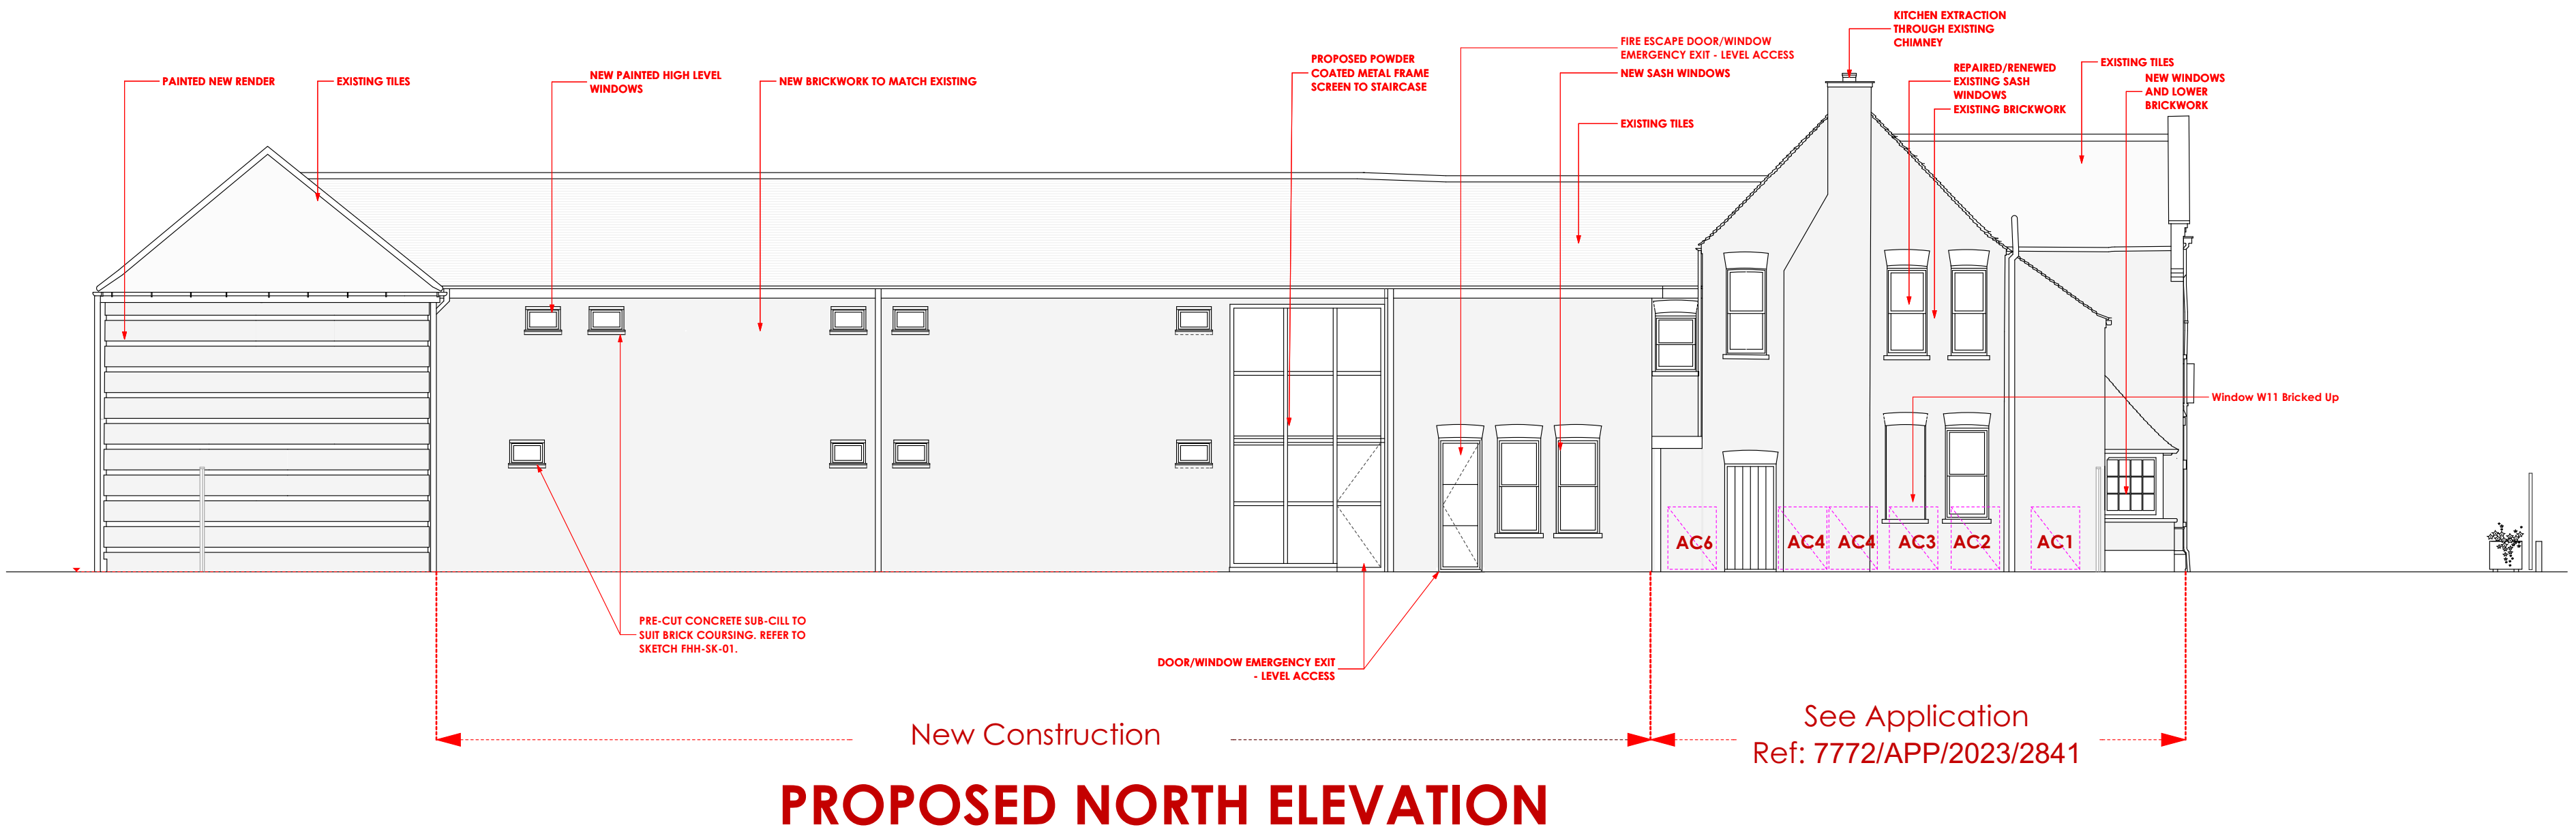 KITCHEN EXTRACTION
THROUGH EXISTING
CHIMNEY
FIRE ESCAPE DOOR/WINDOW
EMERGENCY EXIT - LEVEL ACCESS
NEW SASH WINDOWS
PROPOSED POWDER
COATED METAL FRAME
SCREEN TO STAIRCASE
PAINTED NEW RENDER
EXISTING TILES
NEW PAINTED HIGH LEVEL
WINDOWS
NEW BRICKWORK TO MATCH EXISTING
EXISTING TILES
REPAIRED/RENEWED
EXISTING SASH
WINDOWS
EXISTING BRICKWORK
EXISTING TILES
NEW WINDOWS
AND LOWER
BRICKWORK
Window W11 Bricked Up
AC6
AC4
AC4
AC3
AC2
AC1
PRE-CUT CONCRETE SUB-CILL TO
SUIT BRICK COURSING. REFER TO
SKETCH FHH-SK-01.
DOOR/WINDOW EMERGENCY EXIT
- LEVEL ACCESS
New Construction
See Application
Ref: 7772/APP/2023/2841
PROPOSED NORTH ELEVATION